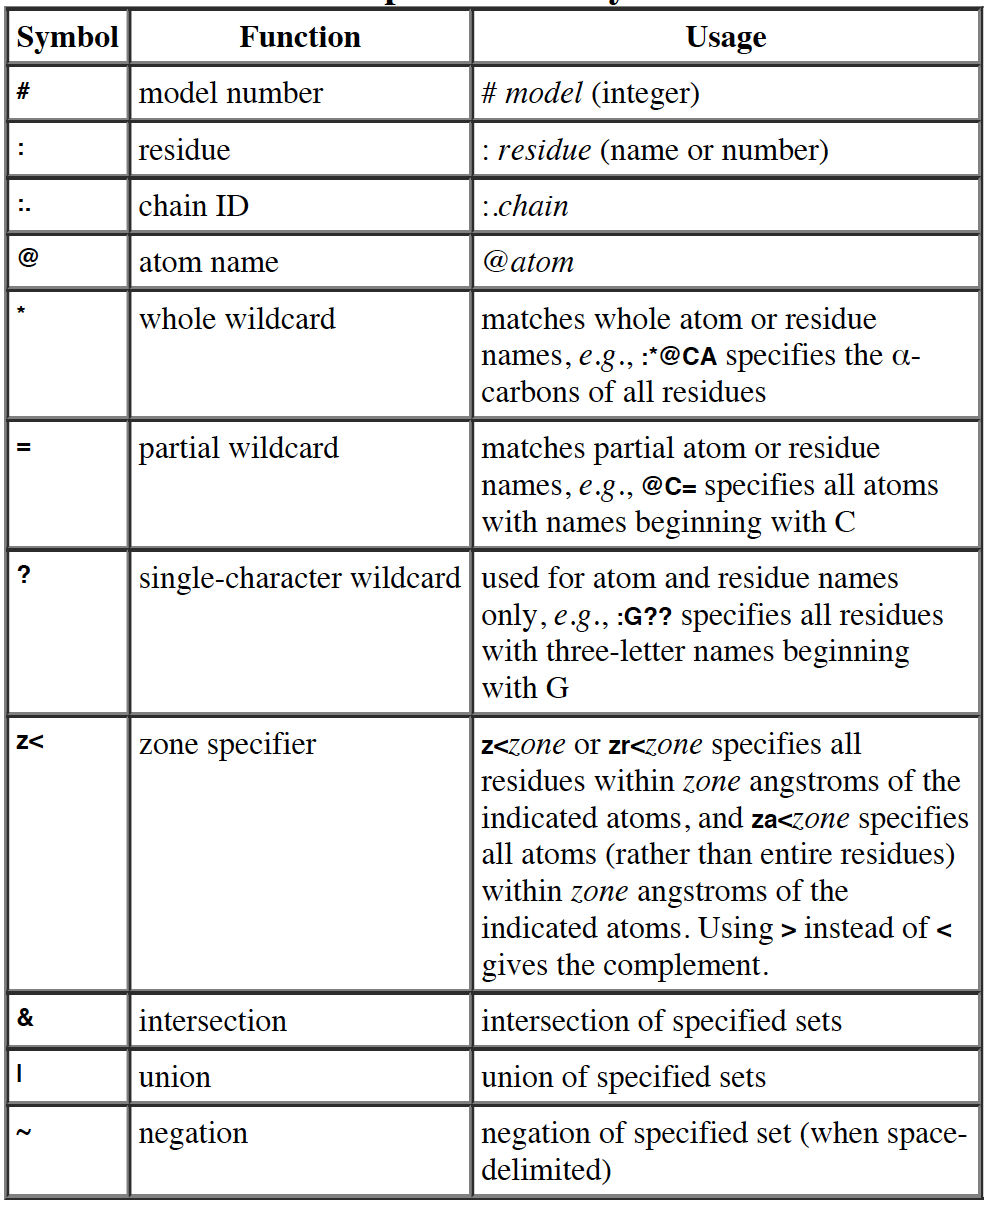 Symbol Function Usage
# model number # model (integer)
: residue : residue (name or number)
:. chain ID :.chain
@ atom name @atom
* whole wildcard matches whole atom or residue
names, e.g., :*@CA specifies the α-
carbons of all residues
= partial wildcard matches partial atom or residue
names, e.g., @C= specifies all atoms
with names beginning with C
? single-character wildcard used for atom and residue names
only, e.g., :G?? specifies all residues
with three-letter names beginning
with G
z< zone specifier z<zone or zr<zone specifies all
residues within zone angstroms of the
indicated atoms, and za<zone specifies
all atoms (rather than entire residues)
within zone angstroms of the
indicated atoms. Using > instead of <
gives the complement.
& intersection intersection of specified sets
| union union of specified sets
~ negation negation of specified set (when space-
delimited)